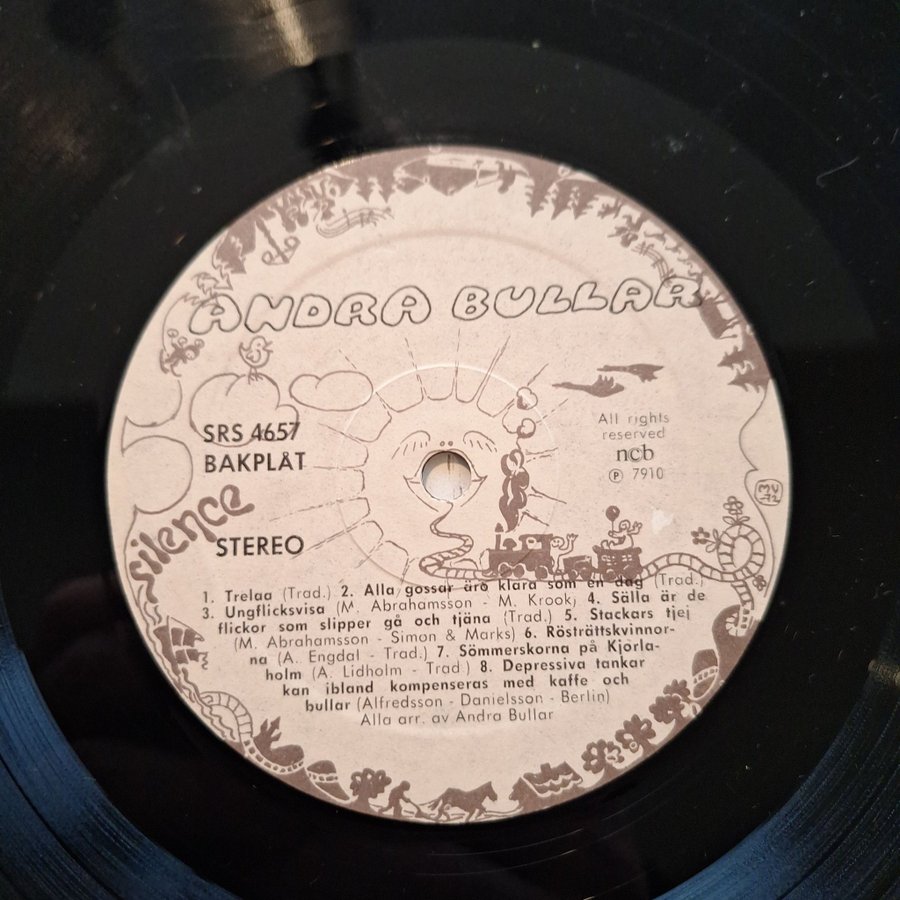 ANDRA BULLAR
SRS 4657
BAKPLÅT
silence
STEREO
All rights
reserved
ncb
Ⓟ 7910
MV
72
1. Trelaa (Trad.) 2. Alla gossar äro klara som en dag (Trad.)
3. Ungflicksvisa (M. Abrahamsson - M. Krook) 4. Sälla är de
flickor som slipper gå och tjäna (Trad.) 5. Stackars tjej
(M. Abrahamsson - Simon & Marks) 6. Rösträttskvinnor-
na (A. Engdal - Trad.) 7. Sömmerskorna på Kjorla-
holm (A. Lidholm - Trad.) 8. Depressiva tankar
kan ibland kompenseras med kaffe och
bullar (Alfredsson - Danielsson - Berlin)
Alla arr. av Andra Bullar